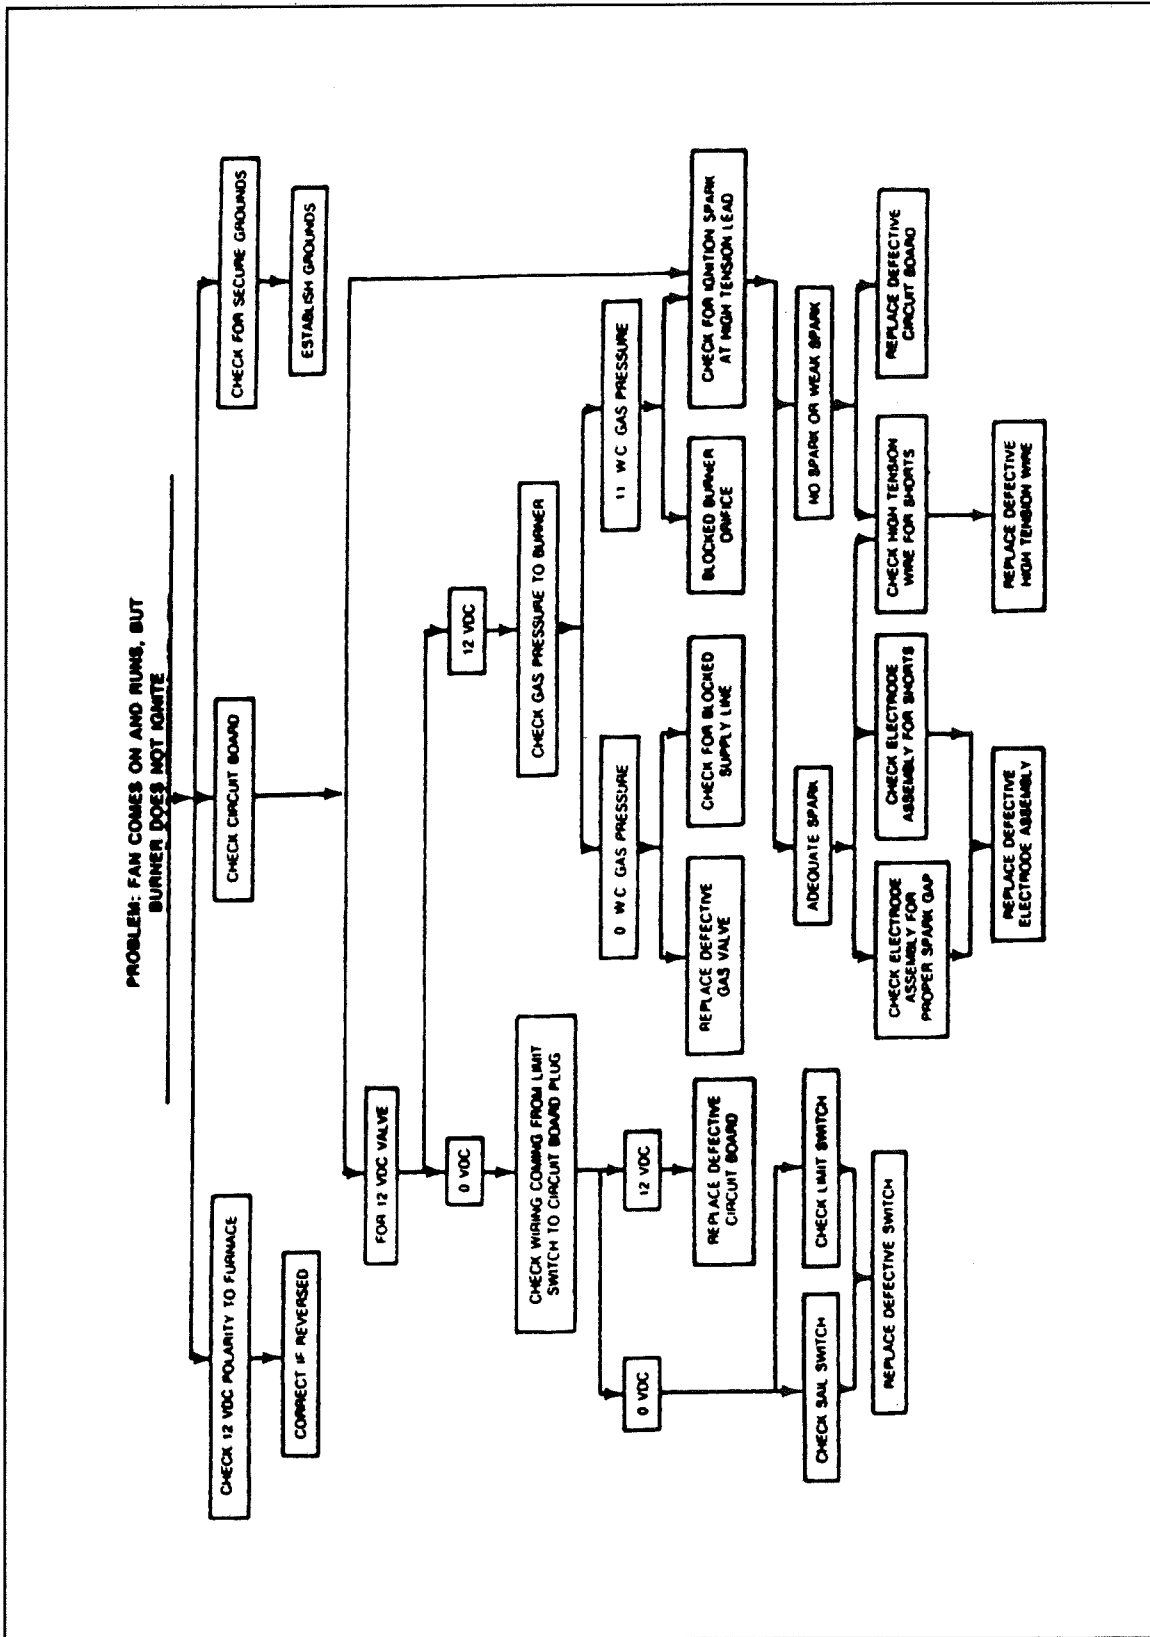 PROBLEM: FAN COMES ON AND RUNS, BUT
BURNER DOES NOT IGNITE
CHECK 12 VDC POLARITY TO FURNACE
CORRECT IF REVERSED
CHECK CIRCUIT BOARD
CHECK FOR SECURE GROUNDS
ESTABLISH GROUNDS
FOR 12 VDC VALVE
0 VDC
12 VDC
CHECK WIRING COMING FROM LIMIT
SWITCH TO CIRCUIT BOARD PLUG
CHECK GAS PRESSURE TO BURNER
0 VDC
12 VDC
0 WC GAS PRESSURE
11 WC GAS PRESSURE
REPLACE DEFECTIVE
CIRCUIT BOARD
REPLACE DEFECTIVE
GAS VALVE
CHECK FOR BLOCKED
SUPPLY LINE
BLOCKED BURNER
ORIFICE
CHECK FOR IGNITION SPARK
AT HIGH TENSION LEAD
CHECK SAIL SWITCH
CHECK LIMIT SWITCH
ADEQUATE SPARK
NO SPARK OR WEAK SPARK
REPLACE DEFECTIVE SWITCH
CHECK ELECTRODE
ASSEMBLY FOR
PROPER SPARK GAP
CHECK ELECTRODE
ASSEMBLY FOR SHORTS
CHECK HIGH TENSION
WIRE FOR SHORTS
REPLACE DEFECTIVE
CIRCUIT BOARD
REPLACE DEFECTIVE
ELECTRODE ASSEMBLY
REPLACE DEFECTIVE
HIGH TENSION WIRE